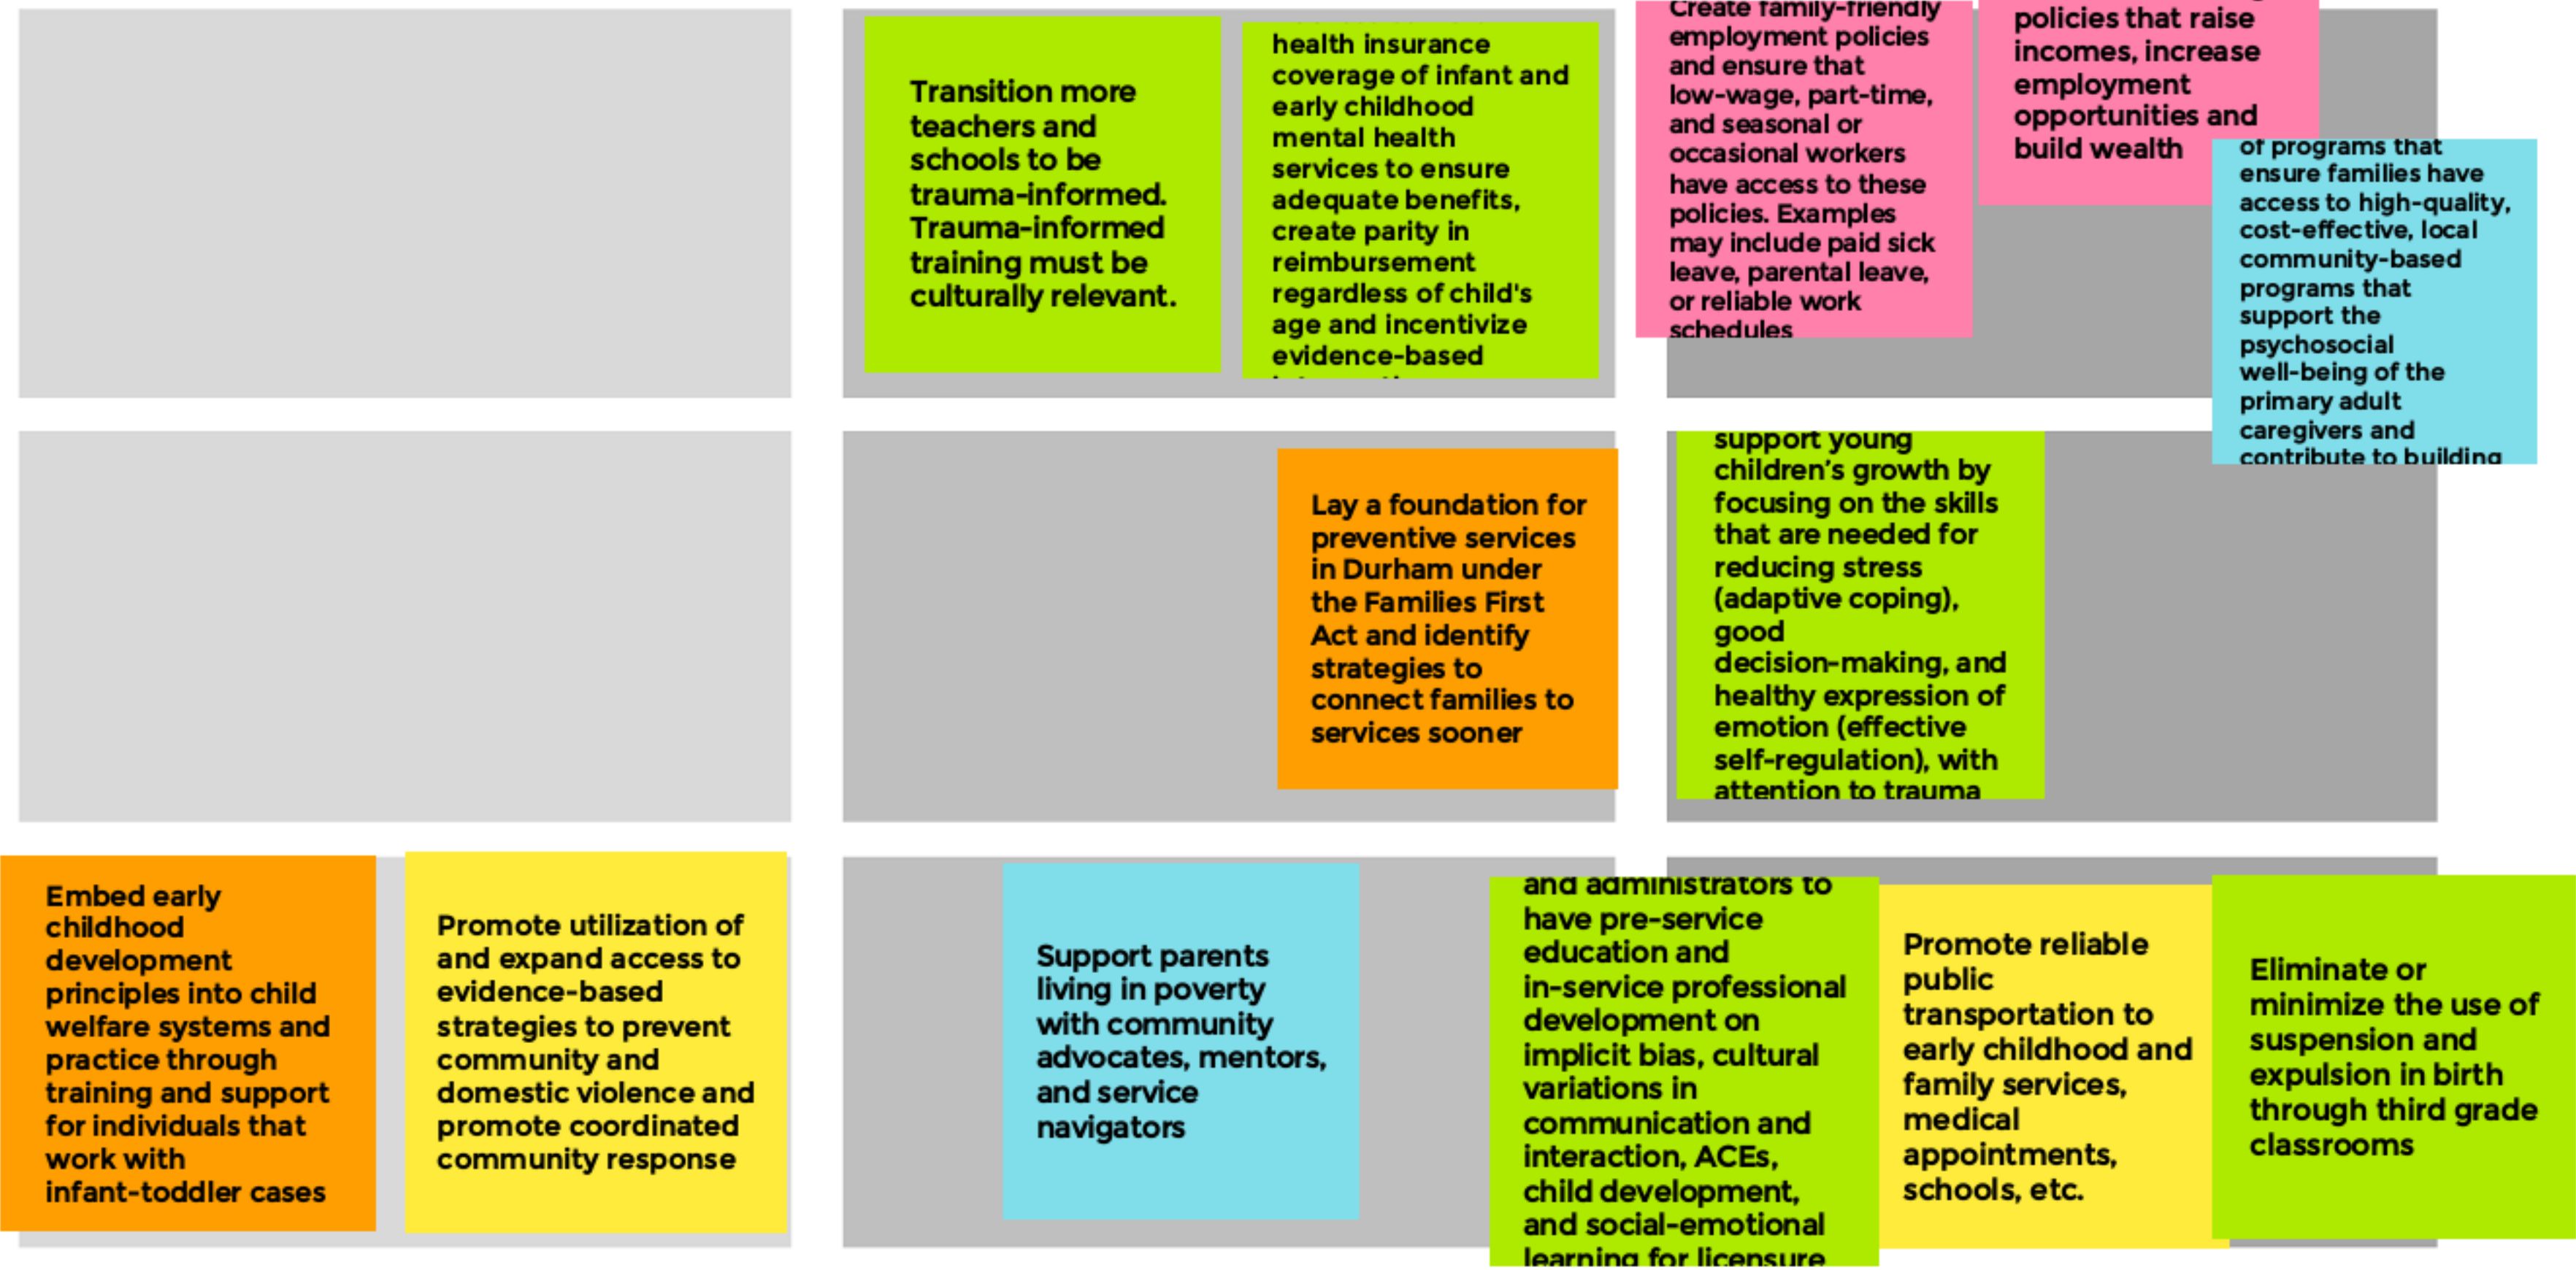 Transition more
teachers and
schools to be
trauma-informed.
Trauma-informed
training must be
culturally relevant.
health insurance
coverage of infant and
early childhood
mental health
services to ensure
adequate benefits,
create parity in
reimbursement
regardless of child's
age and incentivize
evidence-based
Create family-friendly
employment policies
and ensure that
low-wage, part-time,
and seasonal or
occasional workers
have access to these
policies. Examples
may include paid sick
leave, parental leave,
or reliable work
schedules
policies that raise
incomes, increase
employment
opportunities and
build wealth
of programs that
ensure families have
access to high-quality,
cost-effective, local
community-based
programs that
support the
psychosocial
well-being of the
primary adult
caregivers and
contribute to building
Lay a foundation for
preventive services
in Durham under
the Families First
Act and identify
strategies to
connect families to
services sooner
support young
children’s growth by
focusing on the skills
that are needed for
reducing stress
(adaptive coping),
good
decision-making, and
healthy expression of
emotion (effective
self-regulation), with
attention to trauma
Embed early
childhood
development
principles into child
welfare systems and
practice through
training and support
for individuals that
work with
infant-toddler cases
Promote utilization of
and expand access to
evidence-based
strategies to prevent
community and
domestic violence and
promote coordinated
community response
Support parents
living in poverty
with community
advocates, mentors,
and service
navigators
and administrators to
have pre-service
education and
in-service professional
development on
implicit bias, cultural
variations in
communication and
interaction, ACEs,
child development,
and social-emotional
learning for licensure
Promote reliable
public
transportation to
early childhood and
family services,
medical
appointments,
schools, etc.
Eliminate or
minimize the use of
suspension and
expulsion in birth
through third grade
classrooms